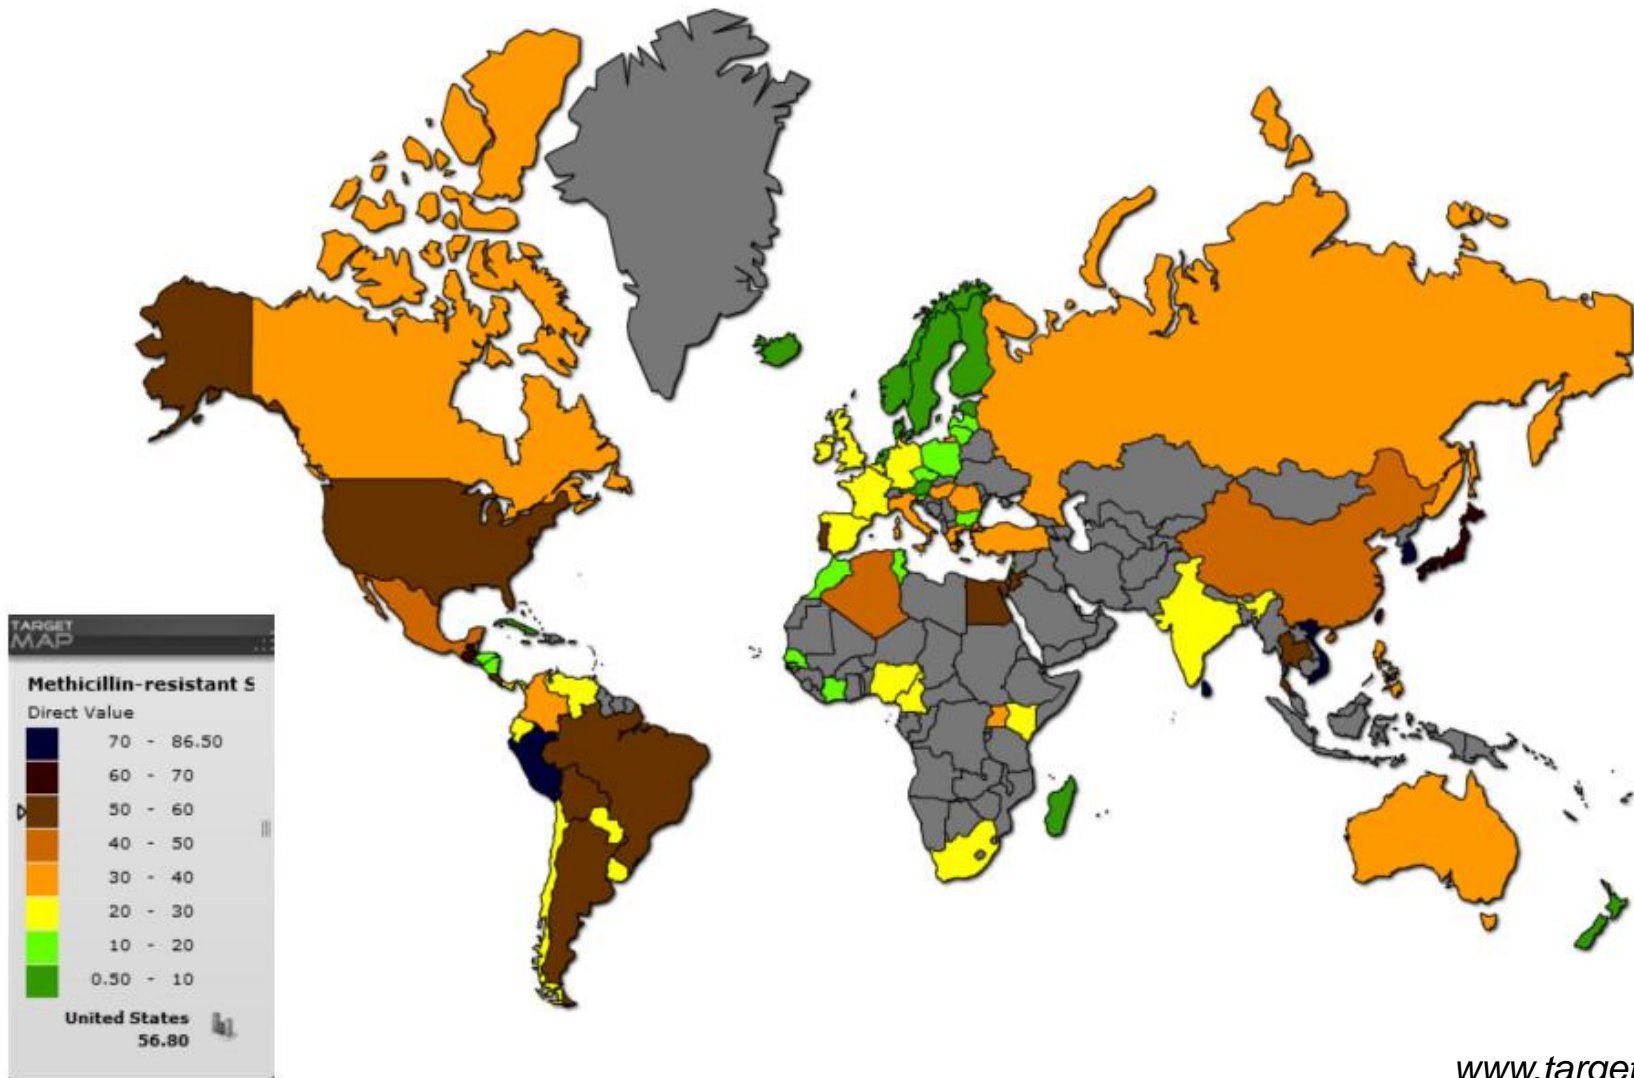 TARGET
MAP
Methicillin-resistant S
Direct Value
70 - 86.50
60 - 70
50 - 60
40 - 50
30 - 40
20 - 30
10 - 20
0.50 - 10
United States
56.80
www.target